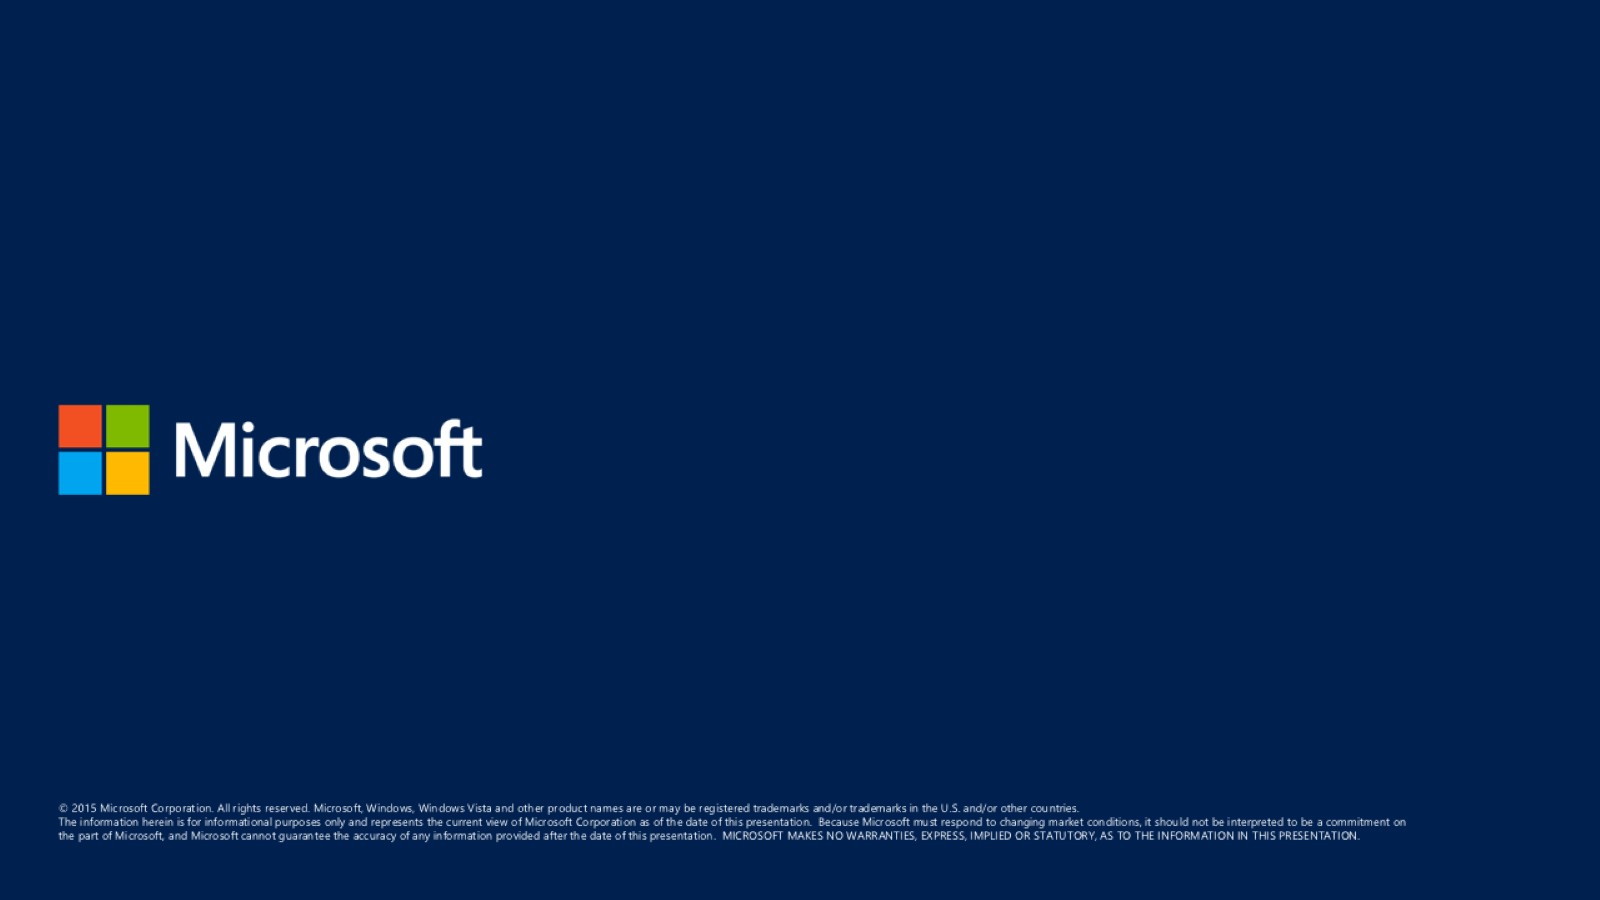 Microsoft
© 2015 Microsoft Corporation. All rights reserved. Microsoft, Windows, Windows Vista and other product names are or may be registered trademarks and/or trademarks in the U.S. and/or other countries.
The information herein is for informational purposes only and represents the current view of Microsoft Corporation as of the date of this presentation. Because Microsoft must respond to changing market conditions, it should not be interpreted to be a commitment on
the part of Microsoft, and Microsoft cannot guarantee the accuracy of any information provided after the date of this presentation. MICROSOFT MAKES NO WARRANTIES, EXPRESS, IMPLIED OR STATUTORY, AS TO THE INFORMATION IN THIS PRESENTATION.